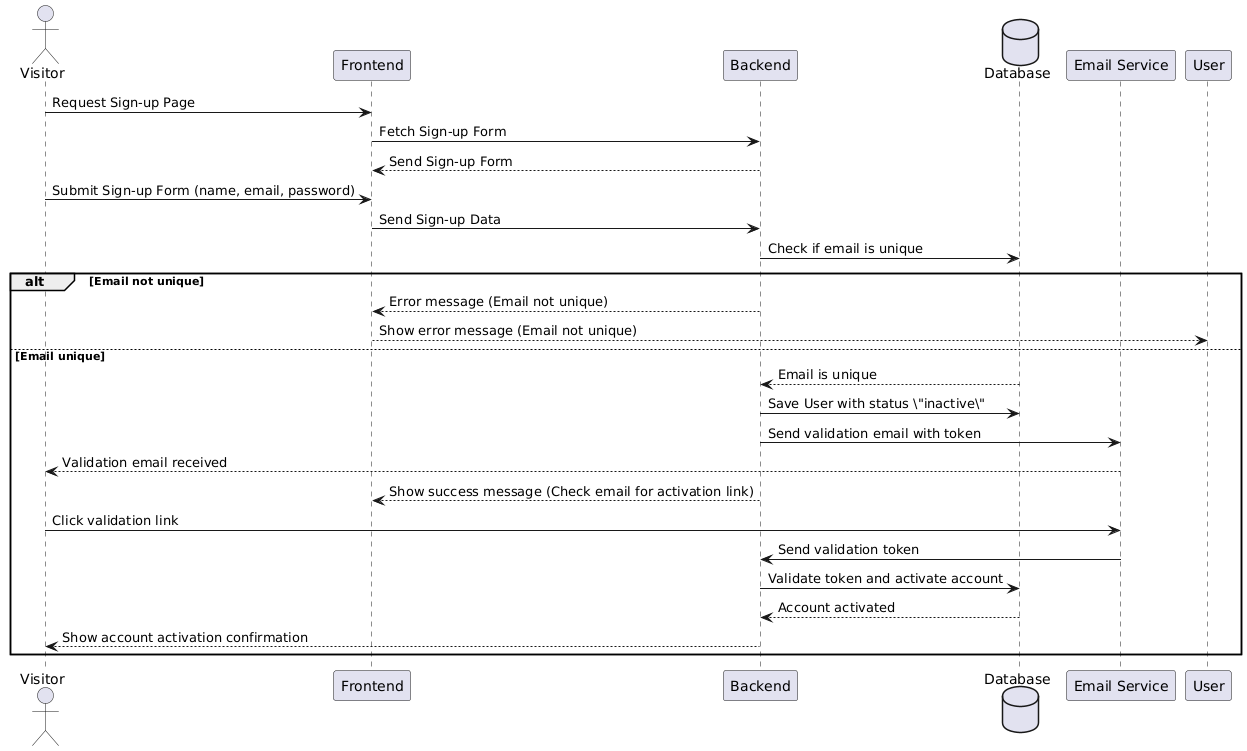 Visitor
Frontend
Backend
Database
Email Service
User
Request Sign-up Page
Fetch Sign-up Form
Send Sign-up Form
Submit Sign-up Form (name, email, password)
Send Sign-up Data
Check if email is unique
alt [Email not unique]
Error message (Email not unique)
Show error message (Email not unique)
[Email unique]
Email is unique
Save User with status \"inactive\"
Send validation email with token
Validation email received
Show success message (Check email for activation link)
Click validation link
Send validation token
Validate token and activate account
Account activated
Show account activation confirmation
Visitor
Frontend
Backend
Database
Email Service
User